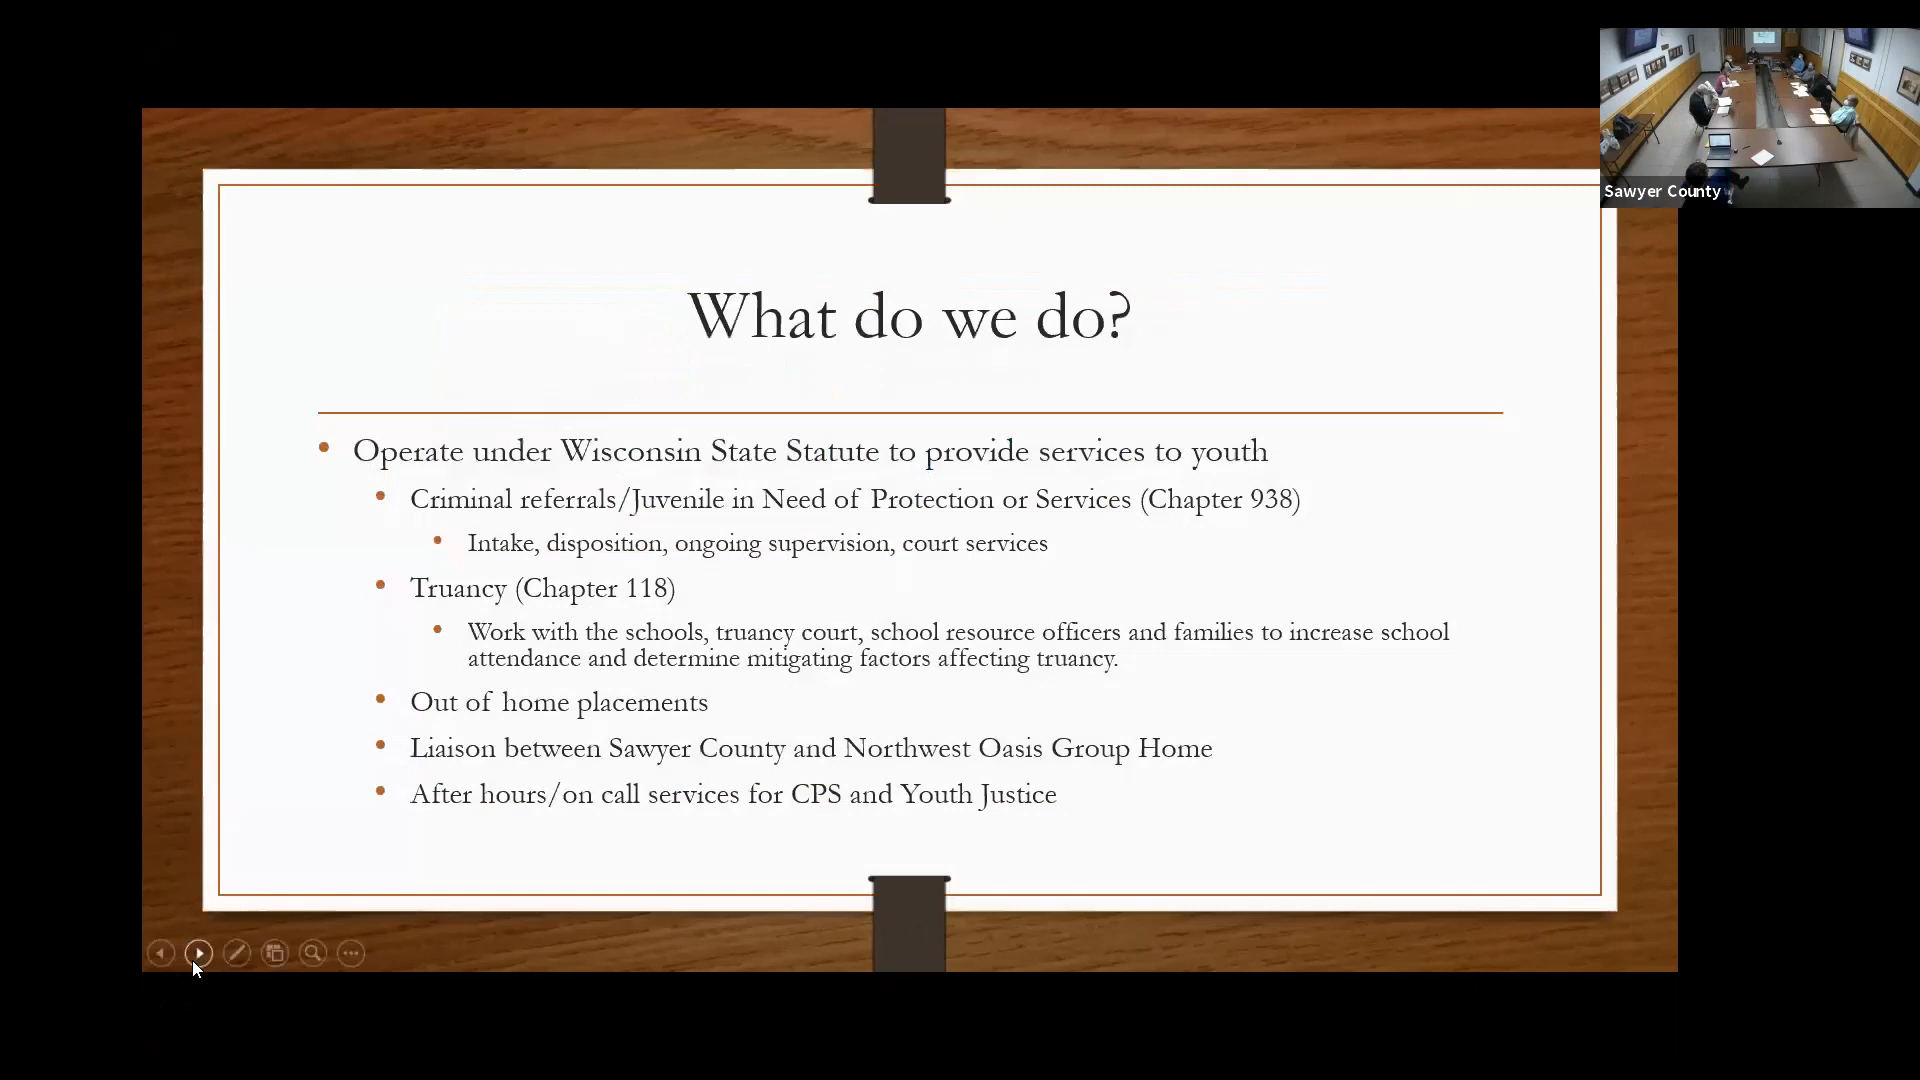 Sawyer County
What do we do?
• Operate under Wisconsin State Statute to provide services to youth
• Criminal referrals/Juvenile in Need of Protection or Services (Chapter 938)
• Intake, disposition, ongoing supervision, court services
• Truancy (Chapter 118)
• Work with the schools, truancy court, school resource officers and families to increase school
attendance and determine mitigating factors affecting truancy.
• Out of home placements
• Liaison between Sawyer County and Northwest Oasis Group Home
• After hours/on call services for CPS and Youth Justice